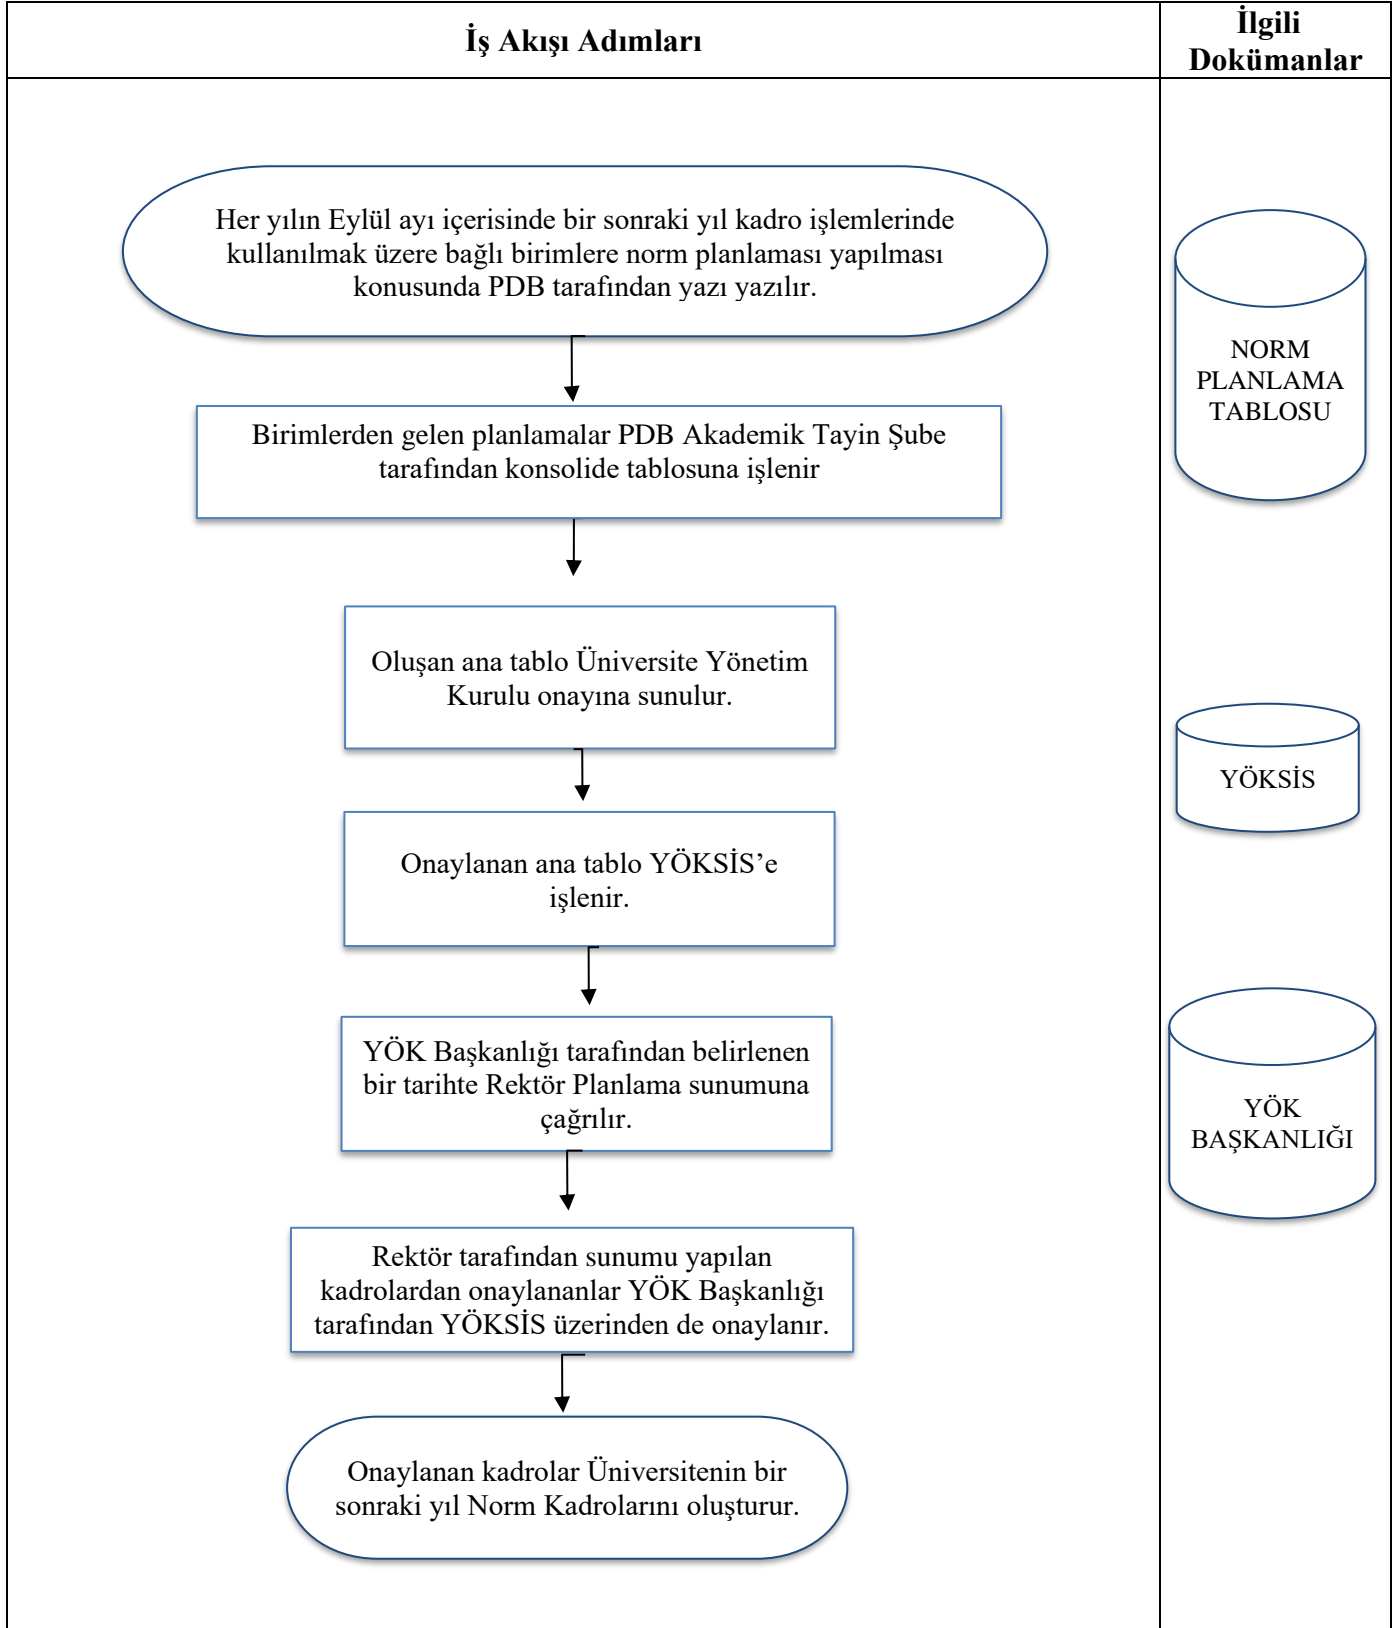 İş Akışı Adımları
İlgili
Dokümanlar
Her yılın Eylül ayı içerisinde bir sonraki yıl kadro işlemlerinde
kullanılmak üzere bağlı birimlere norm planlaması yapılması
konusunda PDB tarafından yazı yazılır.
NORM
PLANLAMA
TABLOSU
Birimlerden gelen planlamalar PDB Akademik Tayin Şube
tarafından konsolide tablosuna işlenir
Oluşan ana tablo Üniversite Yönetim
Kurulu onayına sunulur.
YÖKSİS
Onaylanan ana tablo YÖKSİS’e
işlenir.
YÖK Başkanlığı tarafından belirlenen
bir tarihte Rektör Planlama sunumuna
çağrılır.
YÖK
BAŞKANLIĞI
Rektör tarafından sunumu yapılan
kadrolardan onaylananlar YÖK Başkanlığı
tarafından YÖKSİS üzerinden de onaylanır.
Onaylanan kadrolar Üniversitenin bir
sonraki yıl Norm Kadrolarını oluşturur.